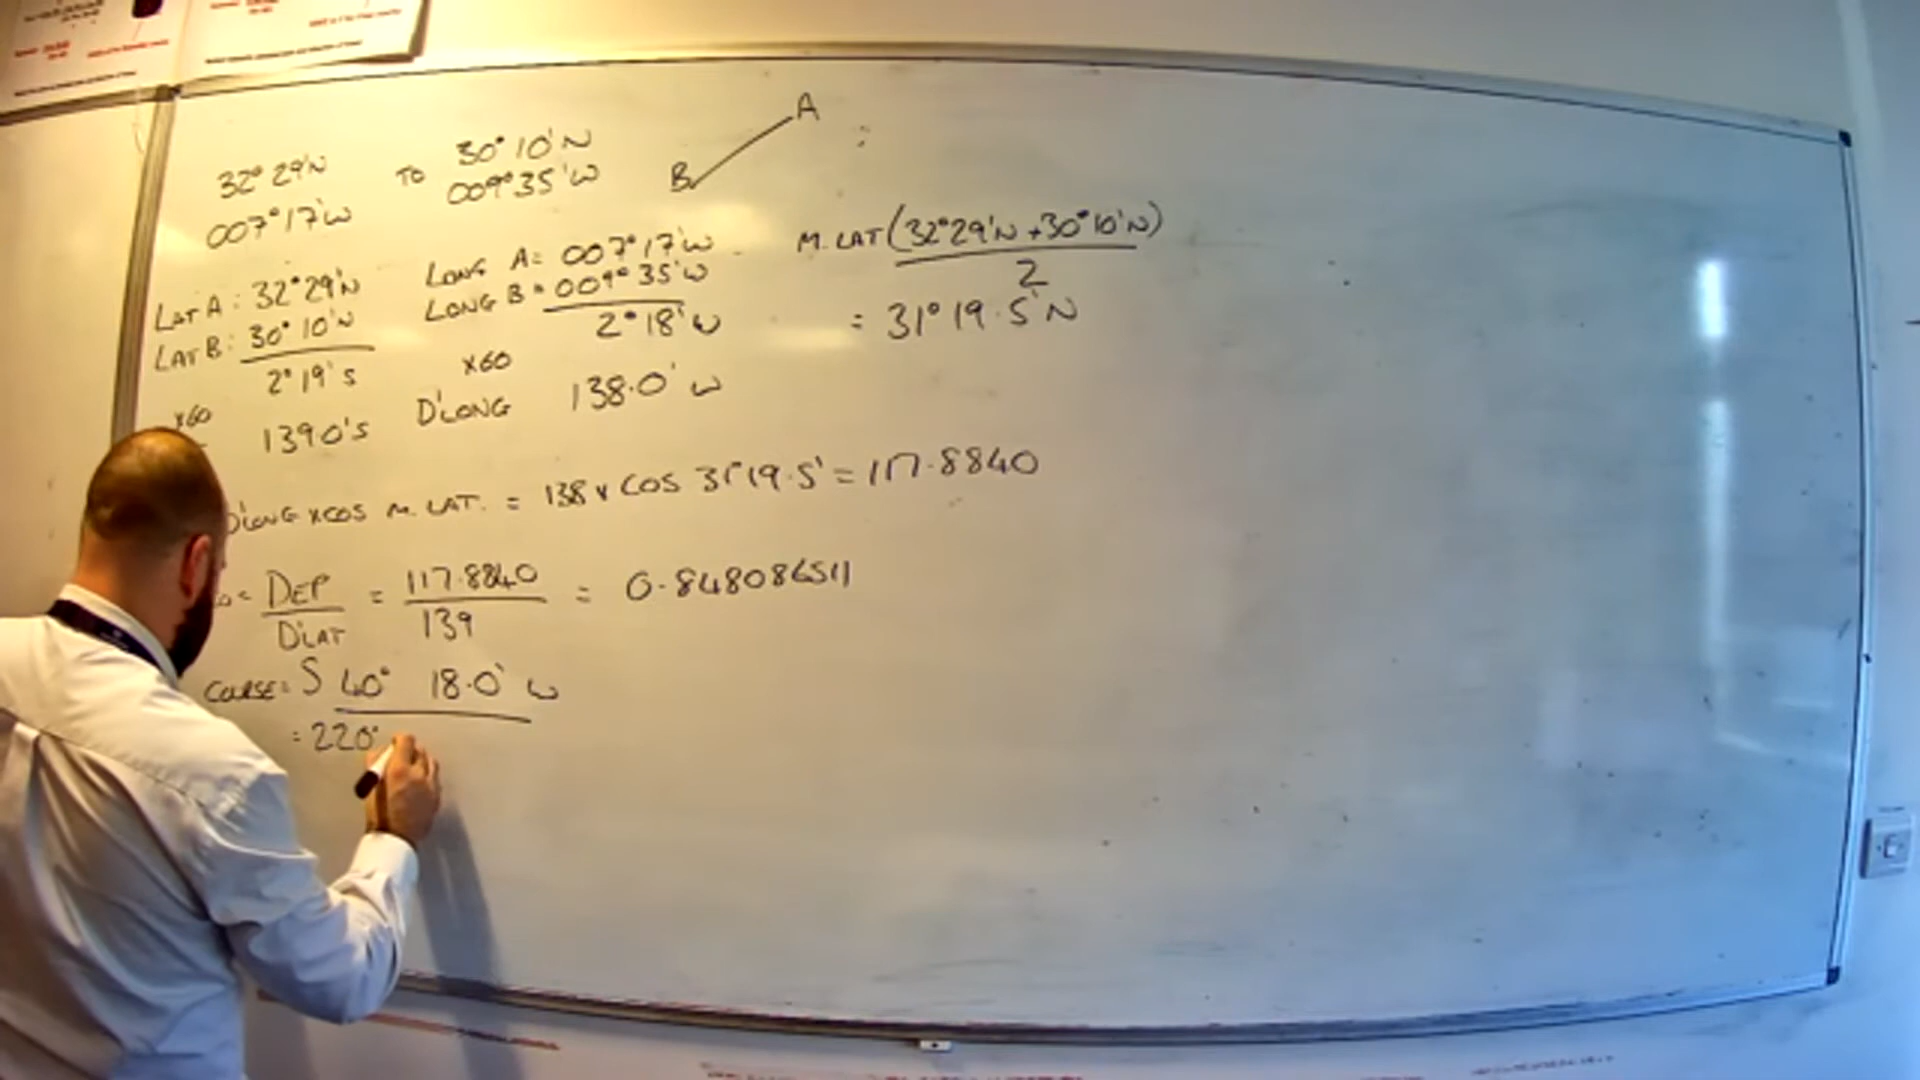 32° 29'N TO 30° 10'N
007° 17'W 009° 35'W
B A
LAT A : 32° 29'N
LAT B : 30° 10'N
2° 19' S
x60
139.0' S
LONG A = 007° 17' W
LONG B = 009° 35' W
2° 18' W
x60
D'LONG 138.0' W
M. LAT (32° 29'N + 30° 10'N)
2
= 31° 19.5' N
D'LONG x COS M. LAT. = 138 x COS 31° 19.5' = 117.8840
= DEP = 117.8840 = 0.848086511
D'LAT 139
COURSE = S 40° 18.0' W
= 220°